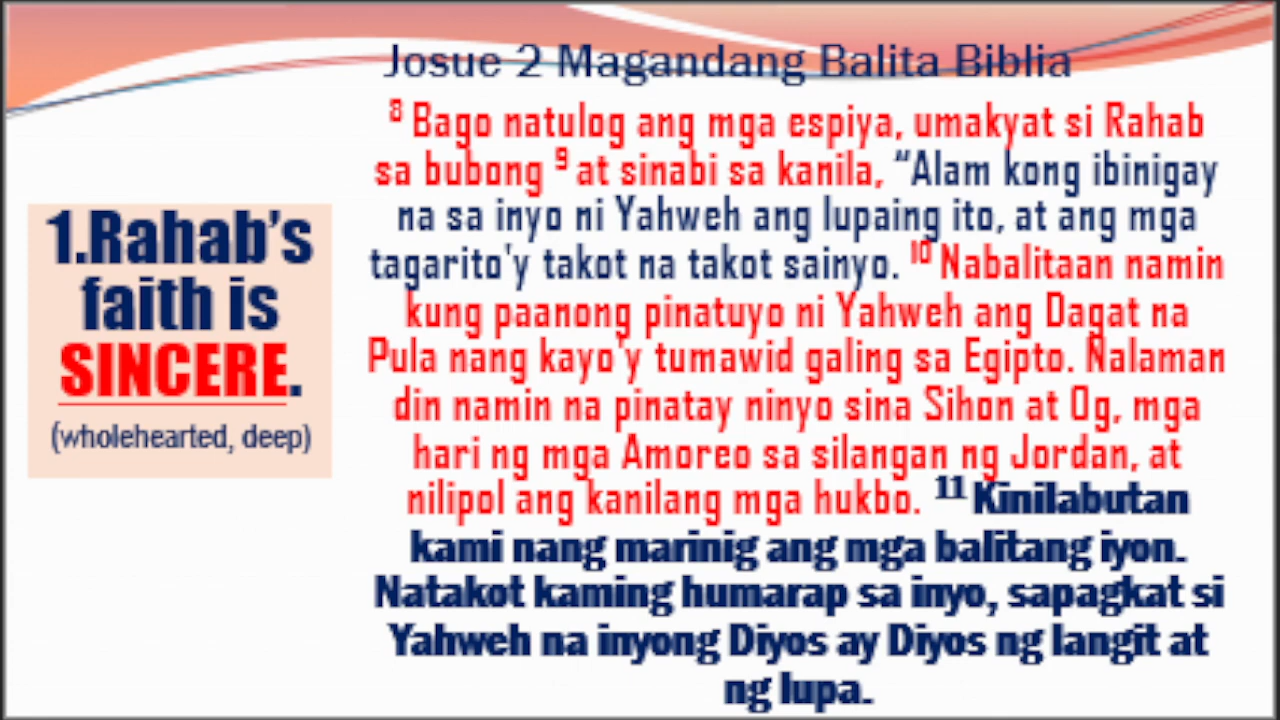 Josue 2 Magandang Balita Biblia
1.Rahab's
faith is
SINCERE.
(wholehearted, deep)
8 Bago natulog ang mga espiya, umakyat si Rahab
sa bubong 9 at sinabi sa kanila, “Alam kong ibinigay
na sa inyo ni Yahweh ang lupaing ito, at ang mga
tagarito'y takot na takot sainyo. 10 Nabalitaan namin
kung paanong pinatuyo ni Yahweh ang Dagat na
Pula nang kayo'y tumawid galing sa Egipto. Nalaman
din namin na pinatay ninyo sina Sihon at Og, mga
hari ng mga Amoreo sa silangan ng Jordan, at
nilipol ang kanilang mga hukbo. 11 Kinilabutan
kami nang marinig ang mga balitang iyon.
Natakot kaming humarap sa inyo, sapagkat si
Yahweh na inyong Diyos ay Diyos ng langit at
ng lupa.